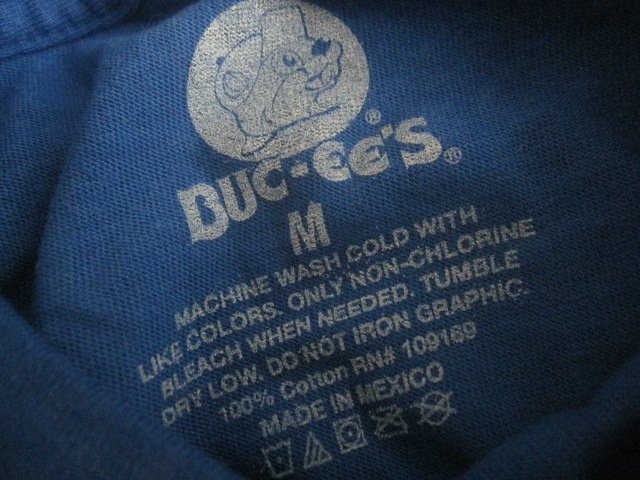 ®
BUC-EE'S®
M
MACHINE WASH COLD WITH
LIKE COLORS. ONLY NON-CHLORINE
BLEACH WHEN NEEDED. TUMBLE
DRY LOW. DO NOT IRON GRAPHIC.
100% Cotton RN# 109169
MADE IN MEXICO